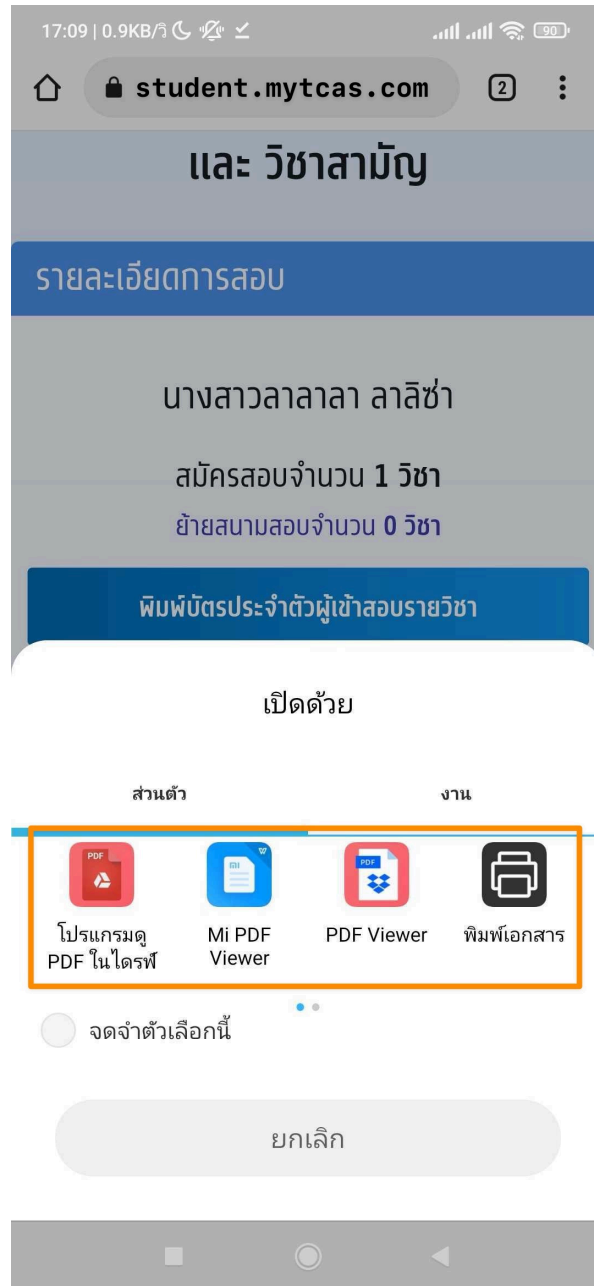 17:09 | 0.9KB/วิ
90
student.mytcas.com
2
และ วิชาสามัญ
รายละเอียดการสอบ
นางสาวลาลาลา ลาลิซ่า
สมัครสอบจำนวน 1 วิชา
ย้ายสนามสอบจำนวน 0 วิชา
พิมพ์บัตรประจำตัวผู้เข้าสอบรายวิชา
เปิดด้วย
ส่วนตัว
งาน
PDF
mi
W
PDF
โปรแกรมดู PDF ในไดรฟ์
Mi PDF Viewer
PDF Viewer
พิมพ์เอกสาร
จดจำตัวเลือกนี้
ยกเลิก